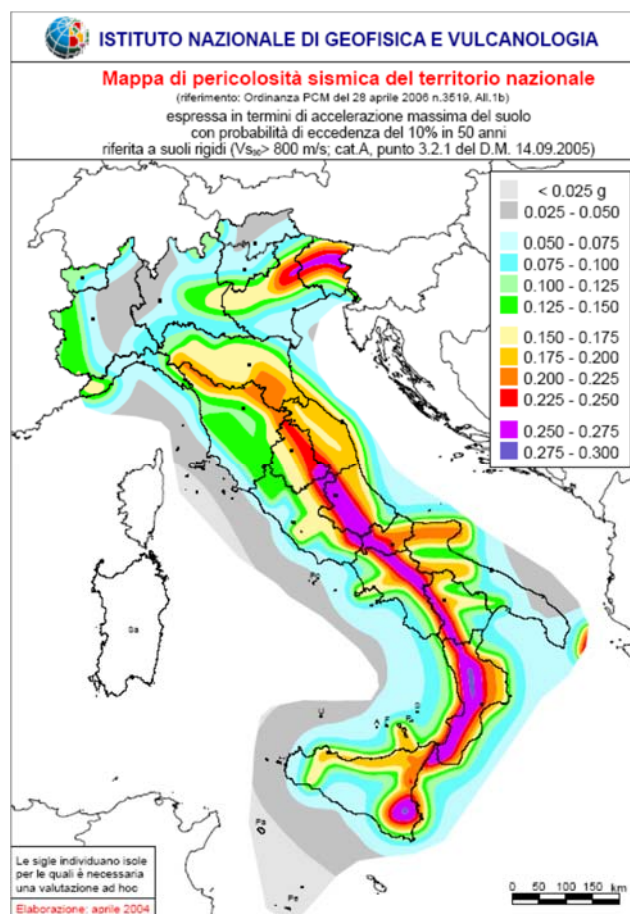 ISTITUTO NAZIONALE DI GEOFISICA E VULCANOLOGIA
Mappa di pericolosità sismica del territorio nazionale
(riferimento: Ordinanza PCM del 28 aprile 2006 n.3519, All.1b)
espressa in termini di accelerazione massima del suolo
con probabilità di eccedenza del 10% in 50 anni
riferita a suoli rigidi (Vs₃₀> 800 m/s; cat.A, punto 3.2.1 del D.M. 14.09.2005)
< 0.025 g
0.025 - 0.050
0.050 - 0.075
0.075 - 0.100
0.100 - 0.125
0.125 - 0.150
0.150 - 0.175
0.175 - 0.200
0.200 - 0.225
0.225 - 0.250
0.250 - 0.275
0.275 - 0.300
Sa
U
A
Pa
Pe
Le sigle individuano isole
per le quali è necessaria
una valutazione ad hoc
Elaborazione: aprile 2004
0 50 100 150 km